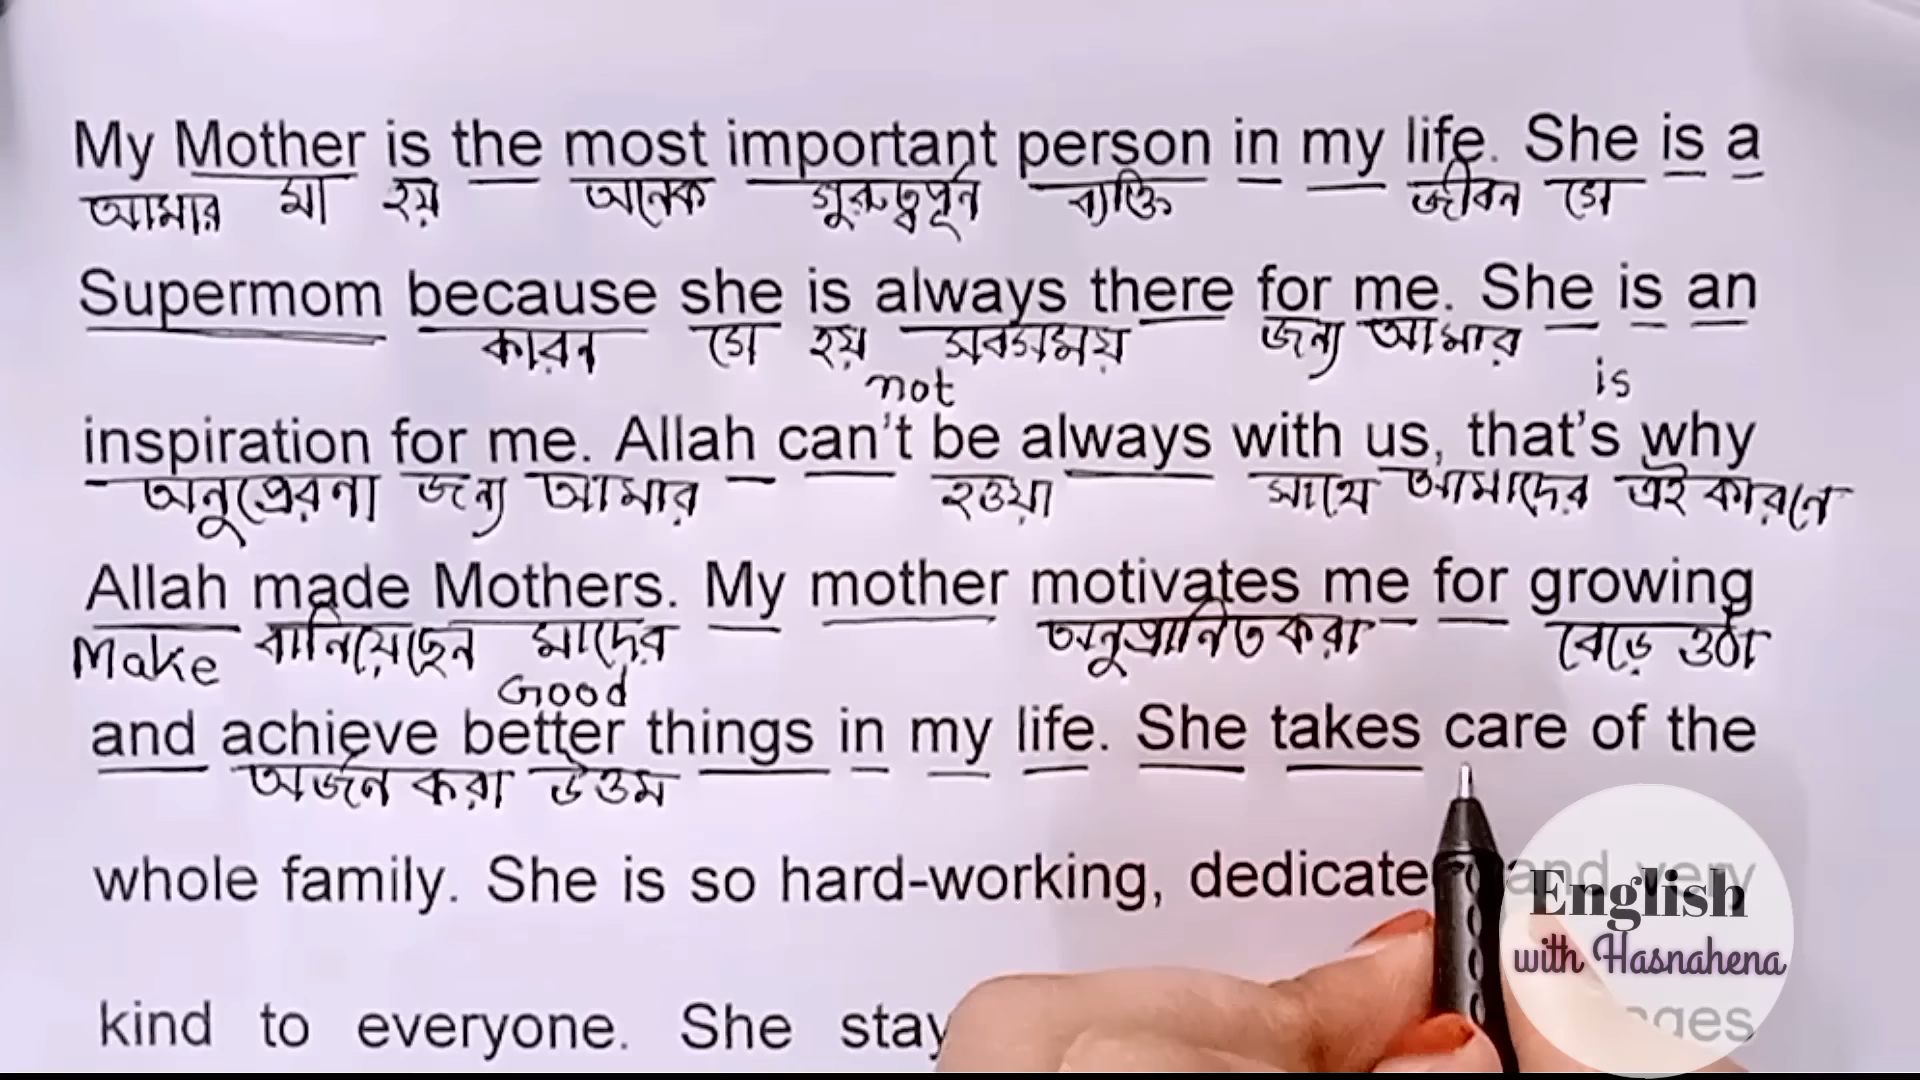 My Mother is the most important person in my life. She is a
আমার মা হয় অনেক গুরুত্বপূর্ন ব্যক্তি জীবন সে
Supermom because she is always there for me. She is an
কারন সে হয় সবসময় জন্য আমার
not is
inspiration for me. Allah can't be always with us, that's why
অনুপ্রেরনা জন্য আমার হওয়া সাথে আমাদের এই কারনে
Allah made Mothers. My mother motivates me for growing
Make বানিয়েছেন মাদের অনুপ্রানিত করা বেড়ে ওঠা
Good
and achieve better things in my life. She takes care of the
অর্জন করা উত্তম
whole family. She is so hard-working, dedicate and very
English
with Hasnahena
kind to everyone. She stay